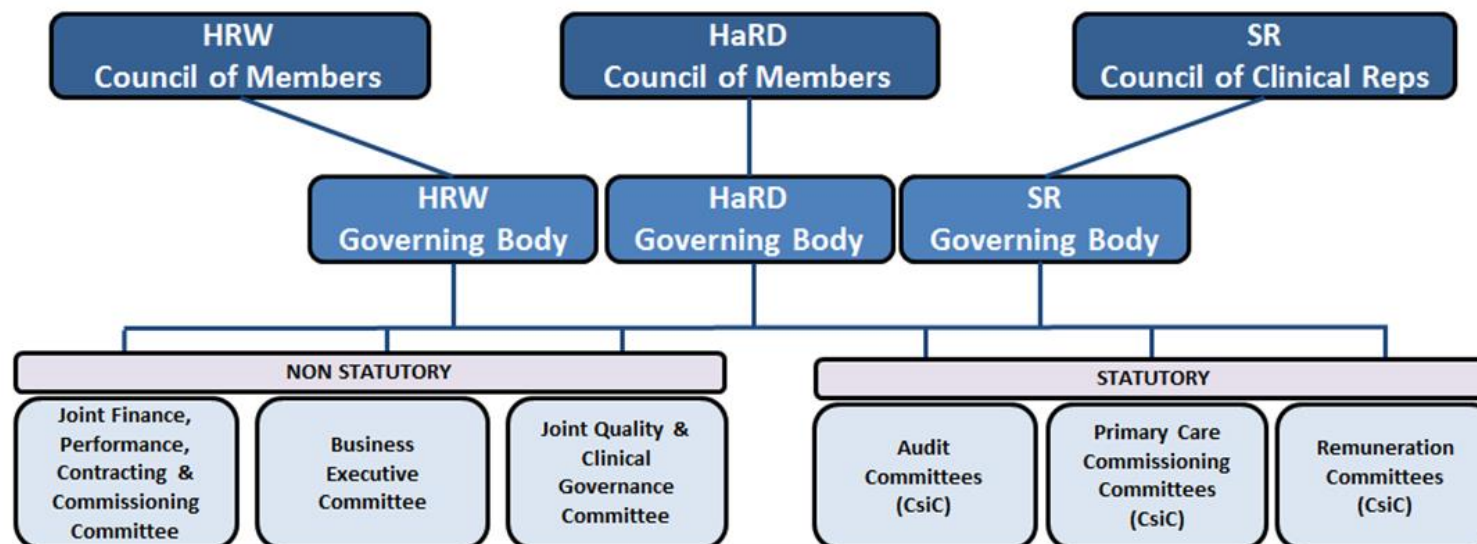 HRW
Council of Members
HaRD
Council of Members
SR
Council of Clinical Reps
HRW
Governing Body
HaRD
Governing Body
SR
Governing Body
NON STATUTORY
Joint Finance,
Performance,
Contracting &
Commissioning
Committee
Business
Executive
Committee
Joint Quality &
Clinical
Governance
Committee
STATUTORY
Audit
Committees
(CsiC)
Primary Care
Commissioning
Committees
(CsiC)
Remuneration
Committees
(CsiC)